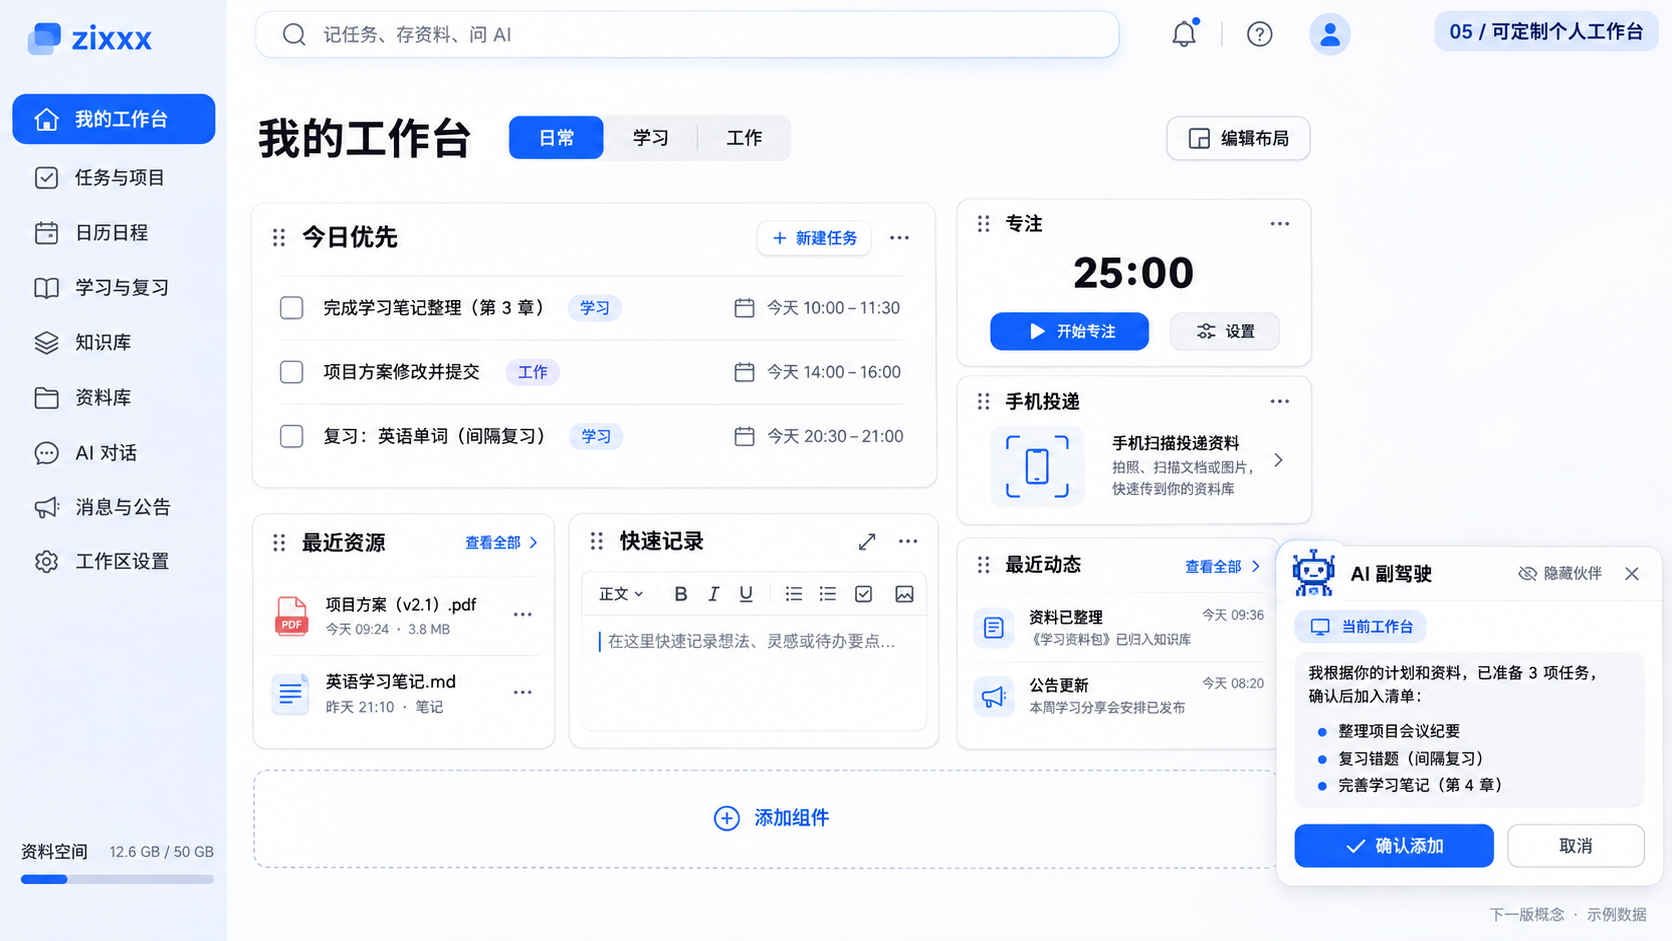 zixxx
记任务、存资料、问 AI
05 / 可定制个人工作台
我的工作台
任务与项目
日历日程
学习与复习
知识库
资料库
AI 对话
消息与公告
工作区设置
资料空间 12.6 GB / 50 GB
我的工作台
日常 学习 工作
编辑布局
今日优先
+ 新建任务
完成学习笔记整理（第 3 章） 学习 今天 10:00 – 11:30
项目方案修改并提交 工作 今天 14:00 – 16:00
复习：英语单词（间隔复习） 学习 今天 20:30 – 21:00
专注
25:00
开始专注 设置
手机投递
手机扫描投递资料
拍照、扫描文档或图片，
快速传到你的资料库
最近资源 查看全部
PDF
项目方案（v2.1）.pdf
今天 09:24 · 3.8 MB
英语学习笔记.md
昨天 21:10 · 笔记
快速记录
正文 B I U
在这里快速记录想法、灵感或待办要点...
最近动态 查看全部
资料已整理 今天 09:36
《学习资料包》已归入知识库
公告更新 今天 08:20
本周学习分享会安排已发布
添加组件
AI 副驾驶 隐藏伙伴
当前工作台
我根据你的计划和资料，已准备 3 项任务，
确认后加入清单：
整理项目会议纪要
复习错题（间隔复习）
完善学习笔记（第 4 章）
确认添加 取消
下一版概念 · 示例数据